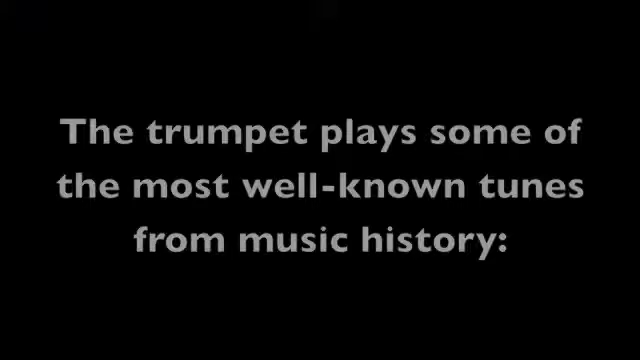 The trumpet plays some of
the most well-known tunes
from music history: